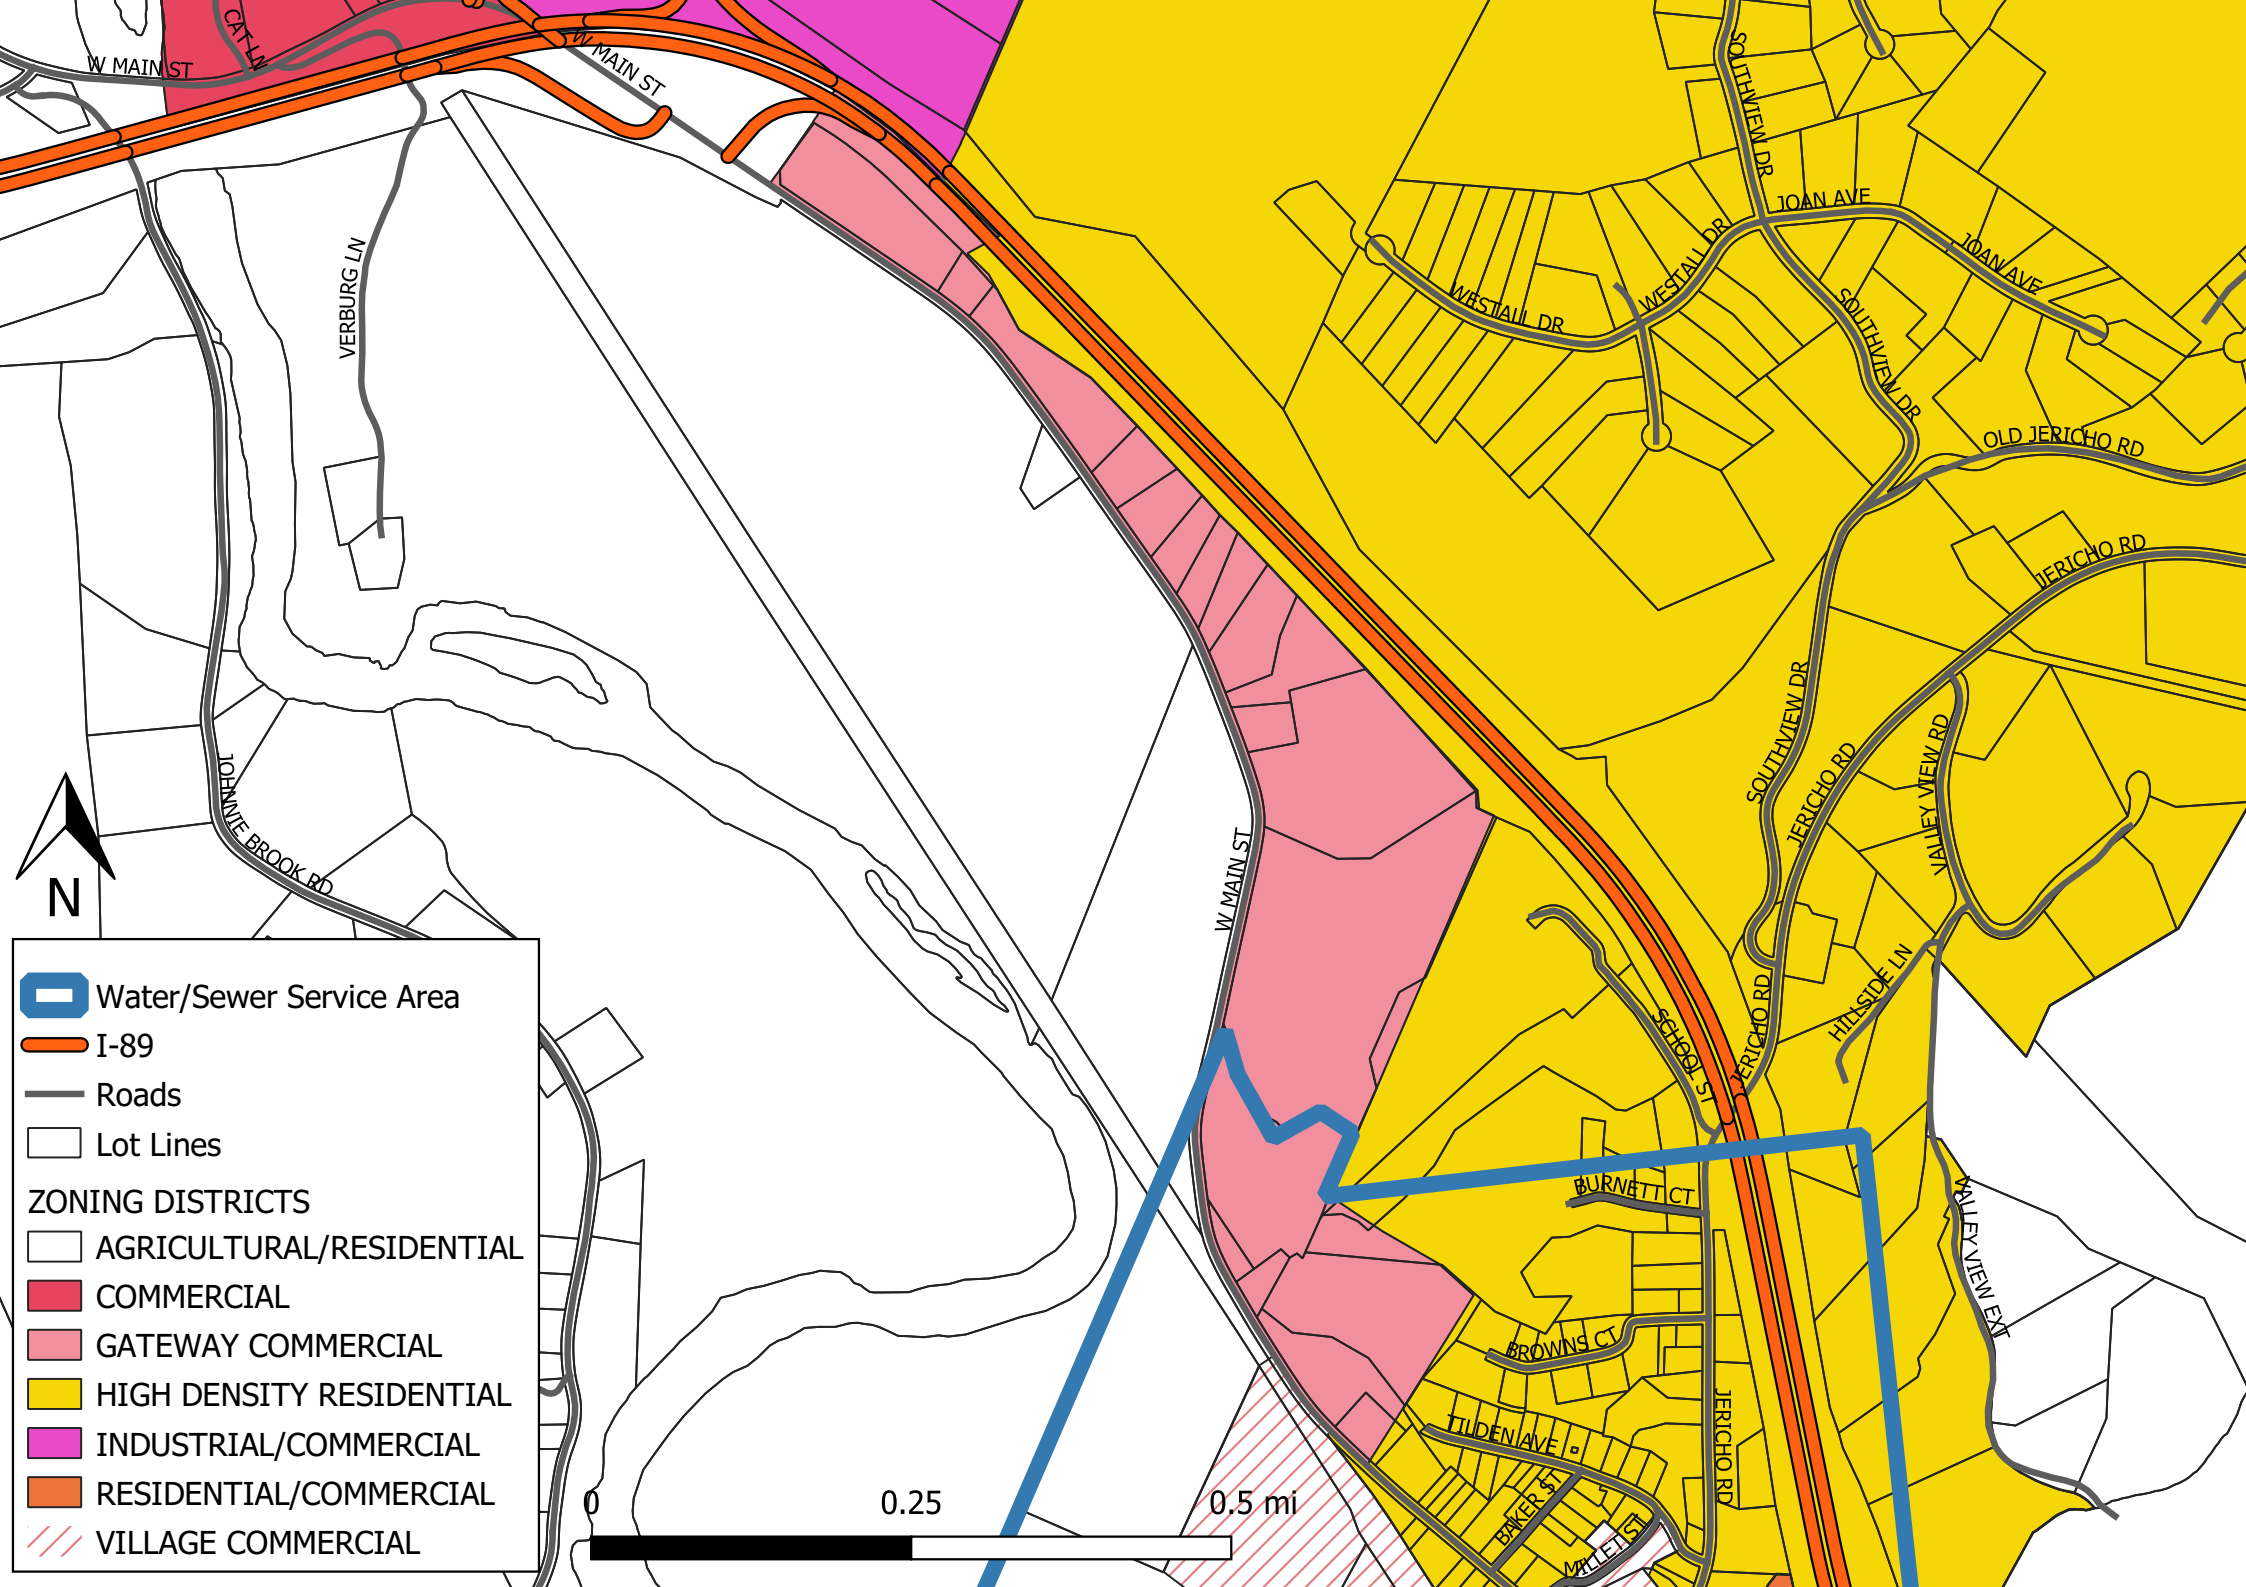 CAT LN
W MAIN ST
W MAIN ST
SOUTHVIEW DR
JOAN AVE
JOAN AVE
WESTALL DR
WESTALL DR
VERBURG LN
SOUTHVIEW DR
OLD JERICHO RD
JERICHO RD
SOUTHVIEW DR
JERICHO RD
VALLEY VIEW RD
JOHNNIE BROOK RD
W MAIN ST
N
HILLSIDE LN
SCHOOL ST
JERICHO RD
BURNETT CT
VALLEY VIEW EXT
BROWNS CT
TILDEN AVE
JERICHO RD
BAKER ST
MILLET ST
Water/Sewer Service Area
I-89
Roads
Lot Lines
ZONING DISTRICTS
AGRICULTURAL/RESIDENTIAL
COMMERCIAL
GATEWAY COMMERCIAL
HIGH DENSITY RESIDENTIAL
INDUSTRIAL/COMMERCIAL
RESIDENTIAL/COMMERCIAL
VILLAGE COMMERCIAL
0 0.25 0.5 mi